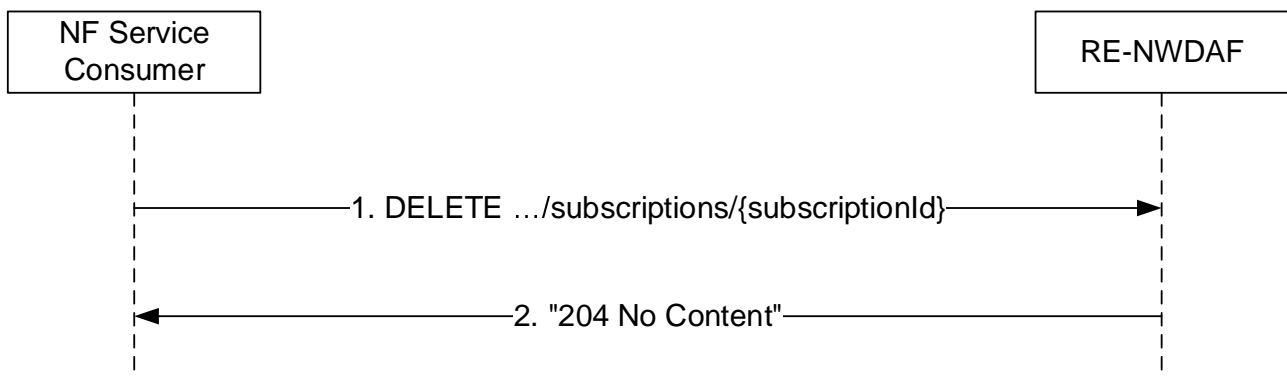 NF Service
Consumer
RE-NWDAF
1. DELETE …/subscriptions/{subscriptionId}
2. "204 No Content"